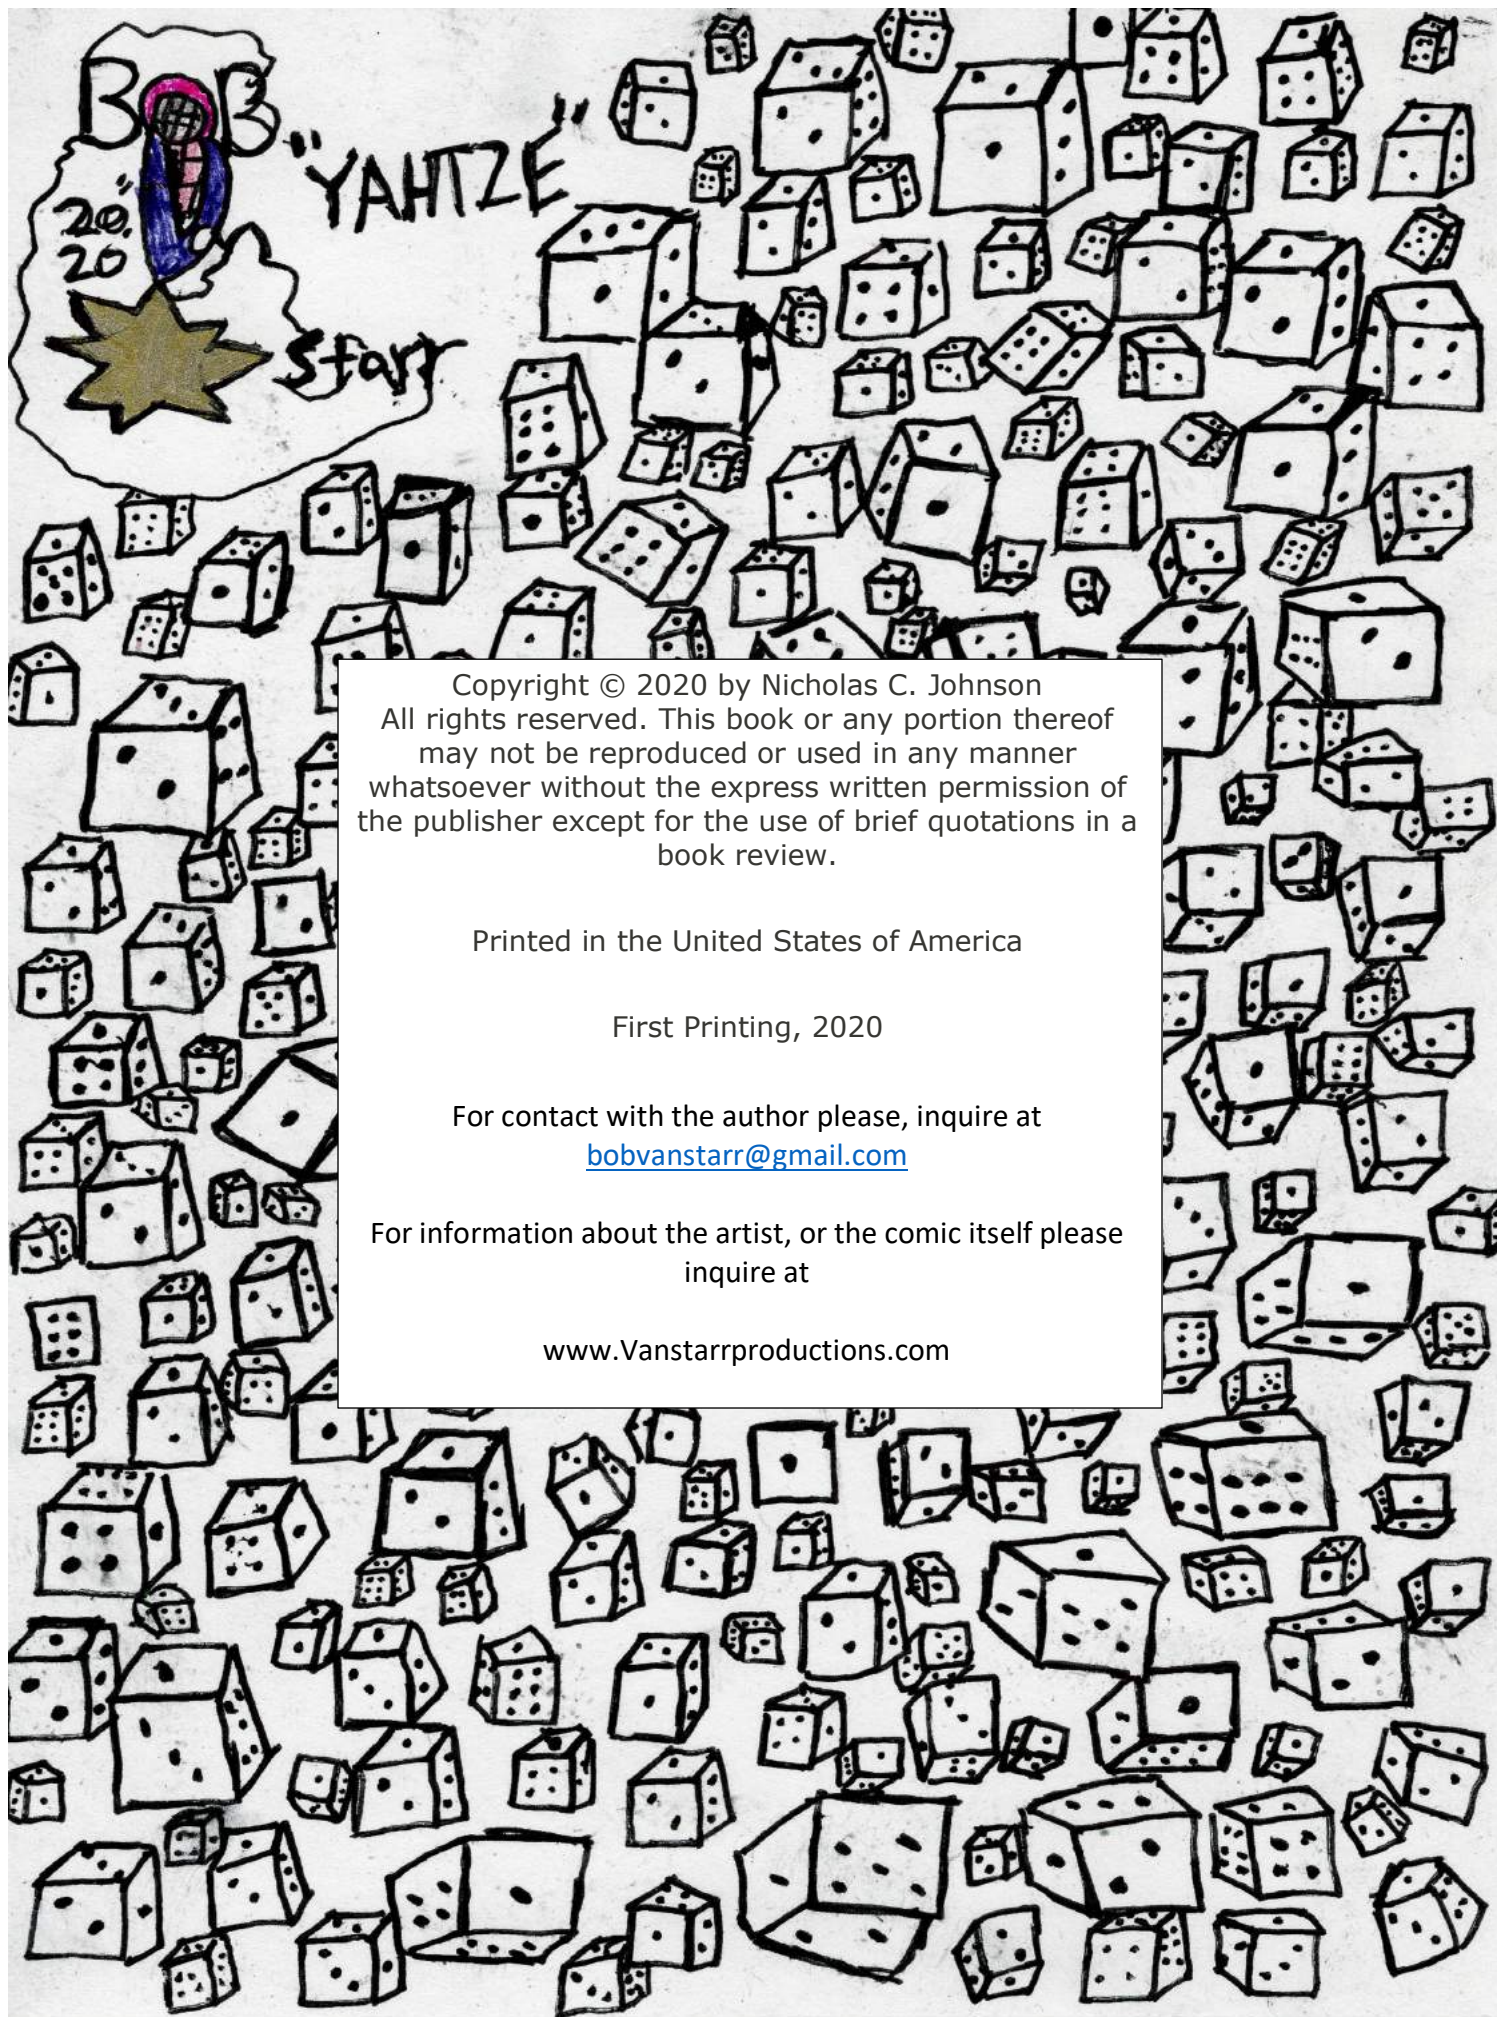 BOB
"YAHTZE"
"20"
20
Starr
Copyright © 2020 by Nicholas C. Johnson
All rights reserved. This book or any portion thereof
may not be reproduced or used in any manner
whatsoever without the express written permission of
the publisher except for the use of brief quotations in a
book review.
Printed in the United States of America
First Printing, 2020
For contact with the author please, inquire at
bobvanstarr@gmail.com
For information about the artist, or the comic itself please
inquire at
www.Vanstarrproductions.com